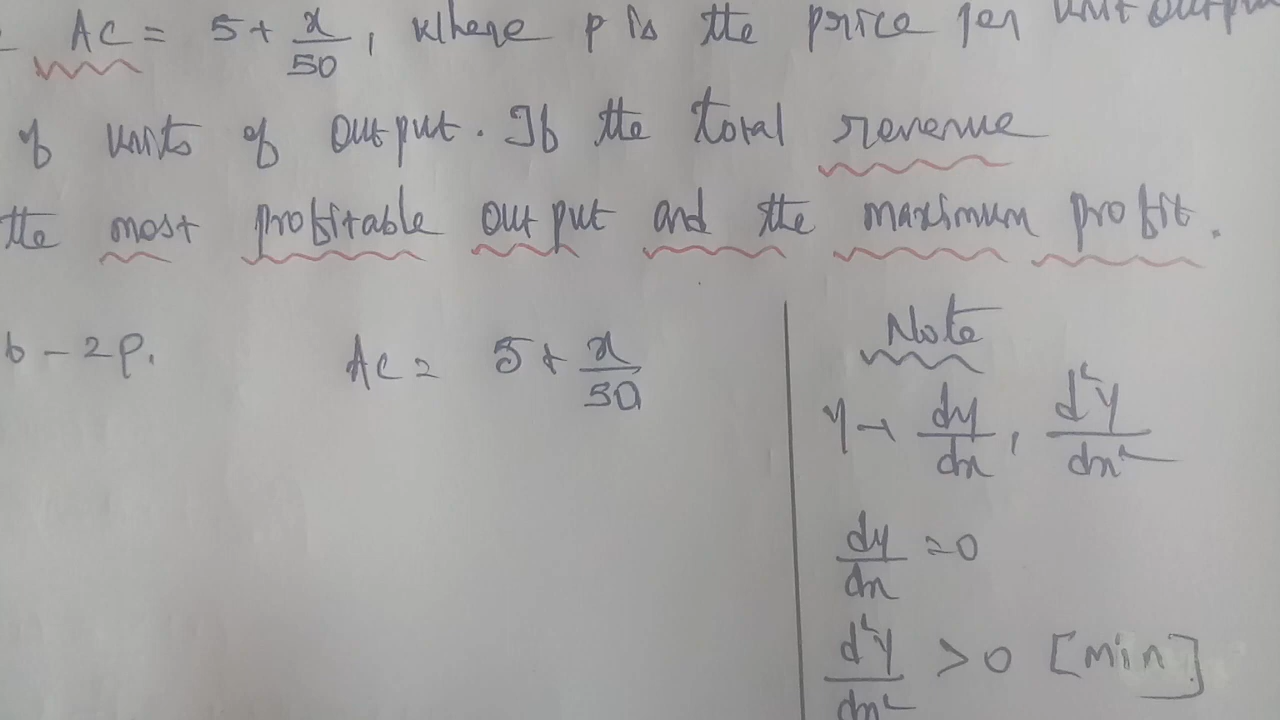 AC = 5 + x/50, where p is the price per unit output
of units of output. If the total revenue
the most profitable output and the maximum profit.
- 2p.
AC = 5 + x/50
Note
y → dy/dx, d²y/dx²
dy/dx = 0
d²y/dx² > 0 [min]